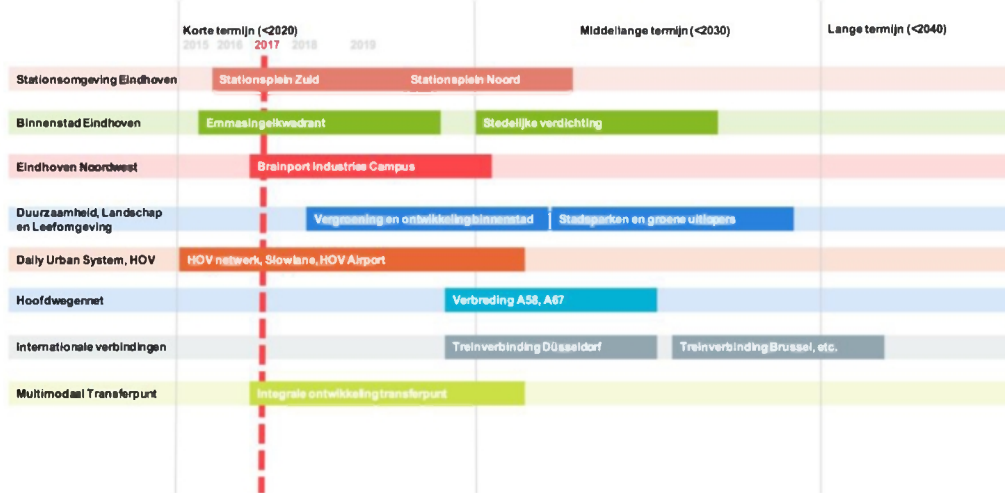 Korte termijn (<2020)
Middellange termijn (<2030)
Lange termijn (<2040)
2015 2016 2017 2018 2019
Stationsomgeving Eindhoven
Stationsplein Zuid
Stationsplein Noord
Binnenstad Eindhoven
Emmasingelkwadrant
Stedelijke verdichting
Eindhoven Noordwest
Brainport Industries Campus
Duurzaamheid, Landschap
en Leefomgeving
Vergroening en ontwikkeling binnenstad
Stadsparken en groene uitlopers
Daily Urban System, HOV
HOV netwerk, Slowlane, HOV Airport
Hoofdwegennet
Verbreding A58, A67
Internationale verbindingen
Treinverbinding Düsseldorf
Treinverbinding Brussel, etc.
Multimodaal Transferpunt
Integrale ontwikkeling transferpunt